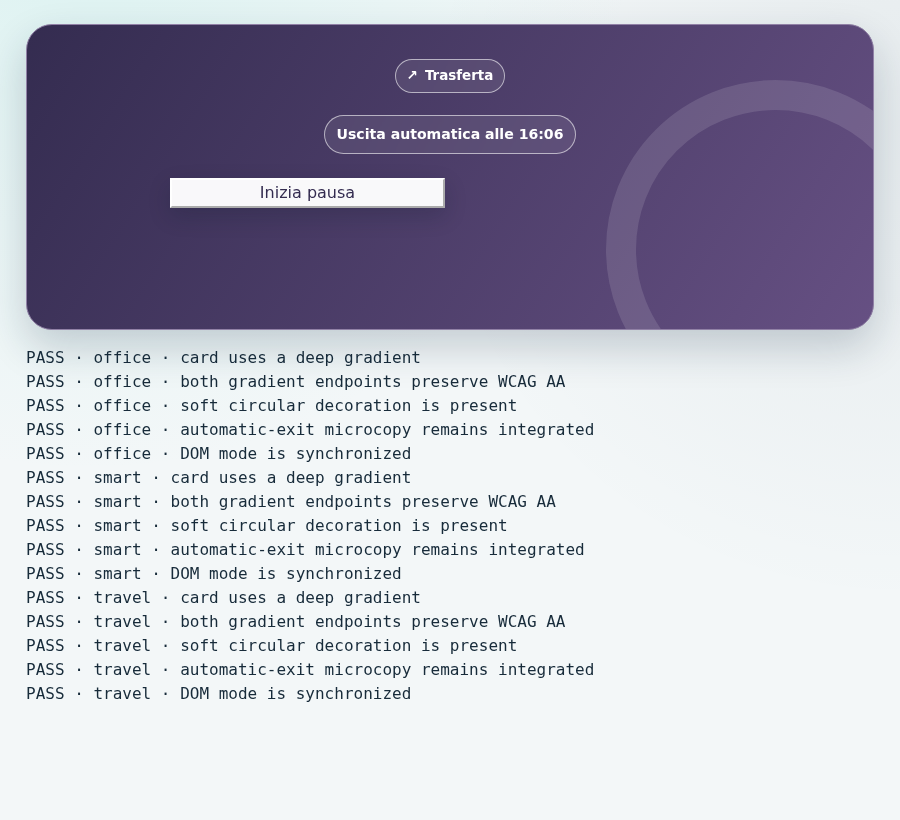 ↗ Trasferta
Uscita automatica alle 16:06
Inizia pausa
PASS · office · card uses a deep gradient
PASS · office · both gradient endpoints preserve WCAG AA
PASS · office · soft circular decoration is present
PASS · office · automatic-exit microcopy remains integrated
PASS · office · DOM mode is synchronized
PASS · smart · card uses a deep gradient
PASS · smart · both gradient endpoints preserve WCAG AA
PASS · smart · soft circular decoration is present
PASS · smart · automatic-exit microcopy remains integrated
PASS · smart · DOM mode is synchronized
PASS · travel · card uses a deep gradient
PASS · travel · both gradient endpoints preserve WCAG AA
PASS · travel · soft circular decoration is present
PASS · travel · automatic-exit microcopy remains integrated
PASS · travel · DOM mode is synchronized